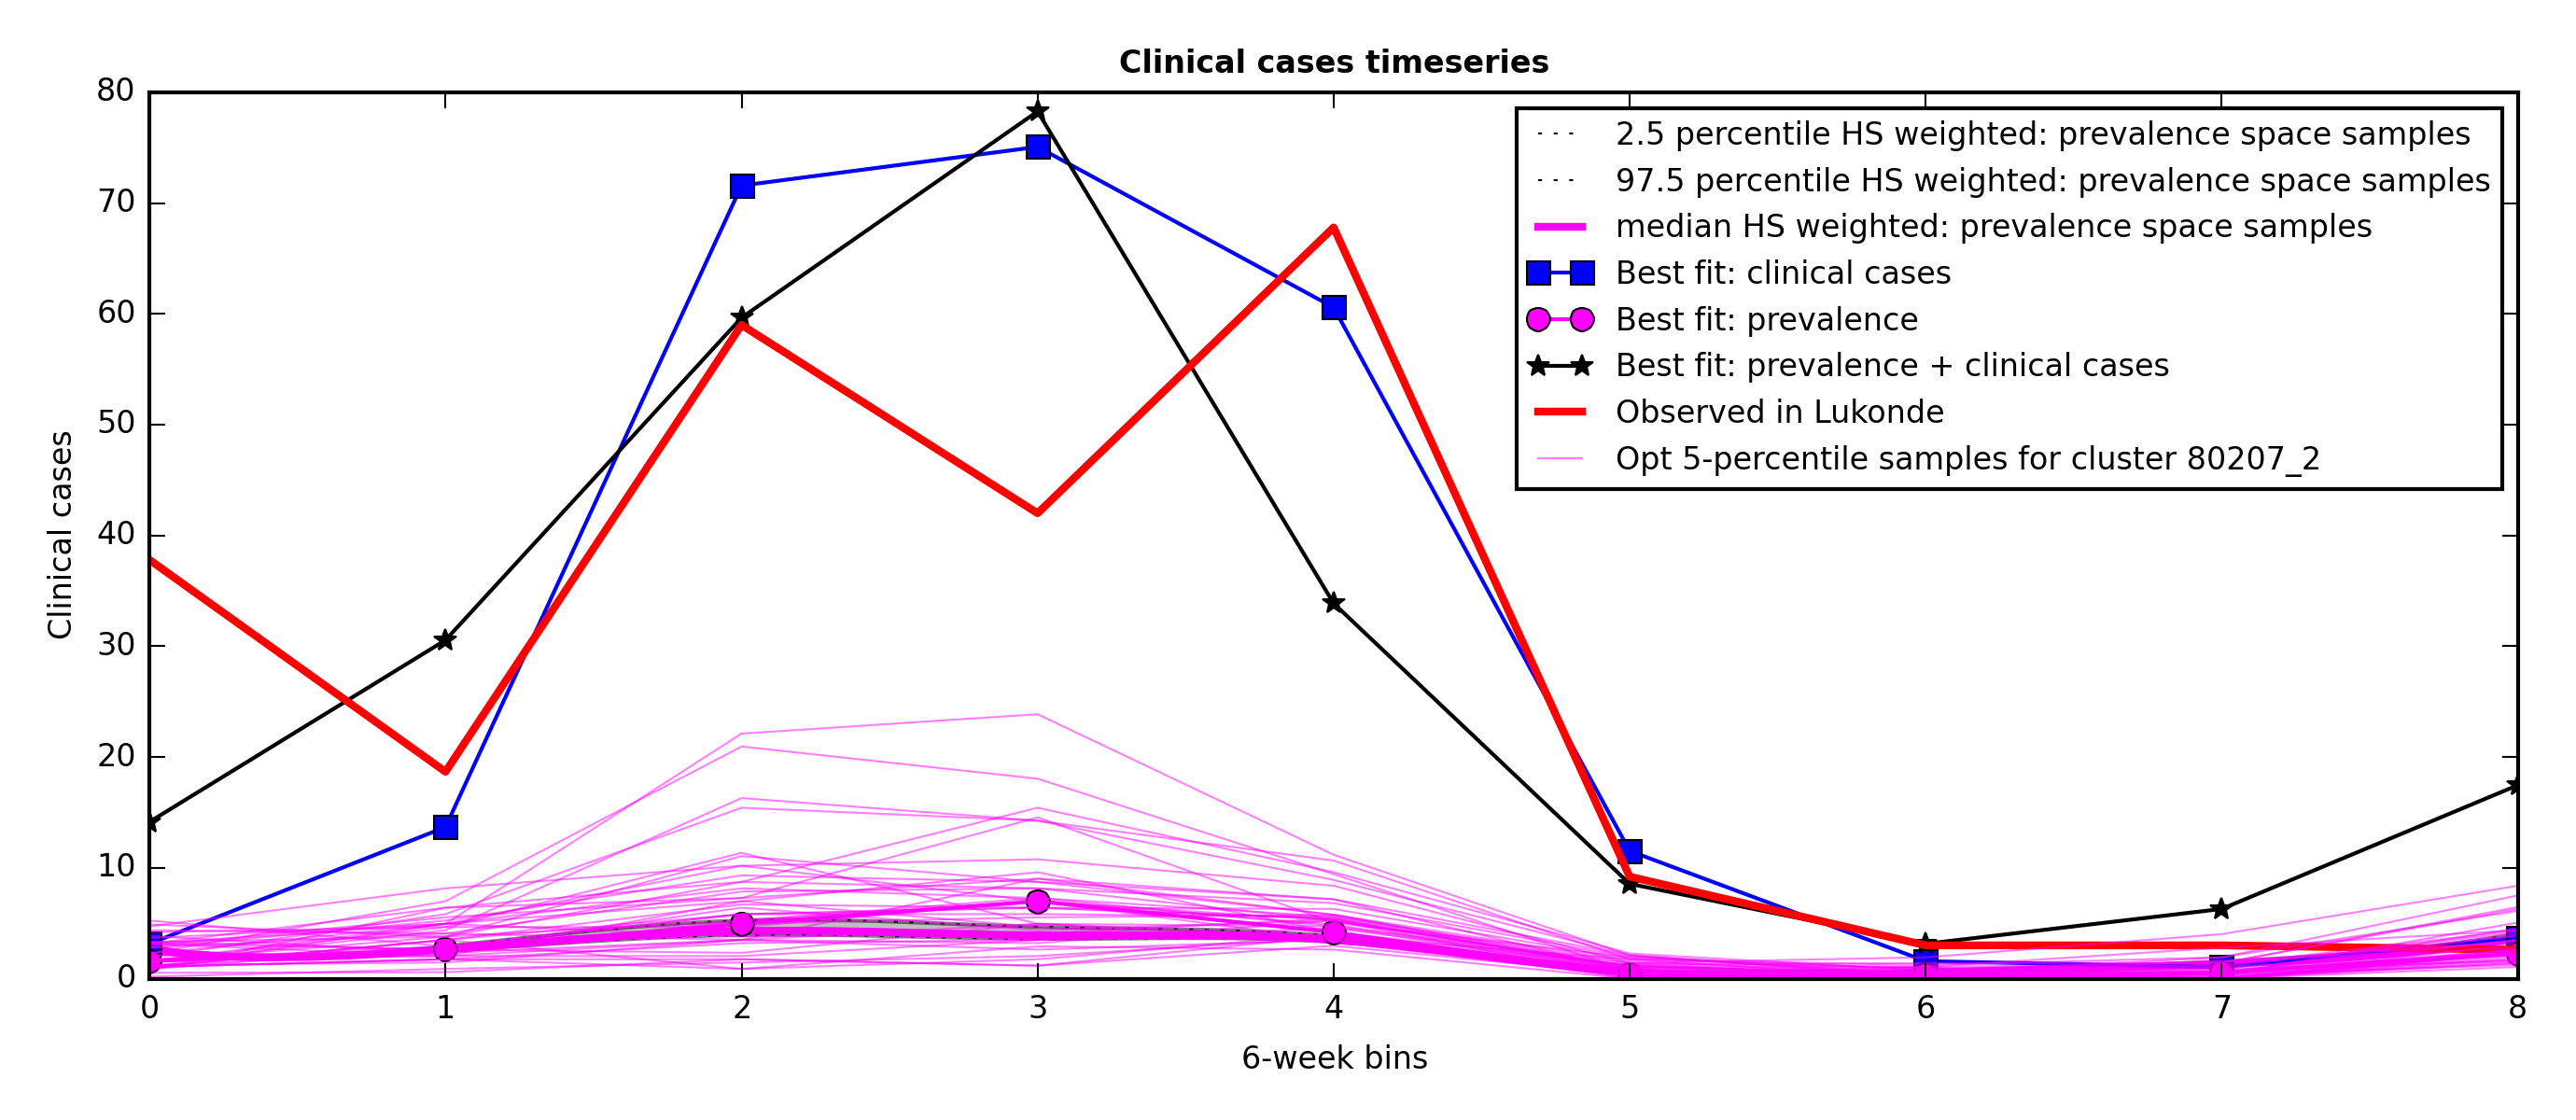 Clinical cases timeseries
80
70
60
50
40
30
20
10
0
Clinical cases
2.5 percentile HS weighted: prevalence space samples
97.5 percentile HS weighted: prevalence space samples
median HS weighted: prevalence space samples
Best fit: clinical cases
Best fit: prevalence
Best fit: prevalence + clinical cases
Observed in Lukonde
Opt 5-percentile samples for cluster 80207_2
0 1 2 3 4 5 6 7 8
6-week bins